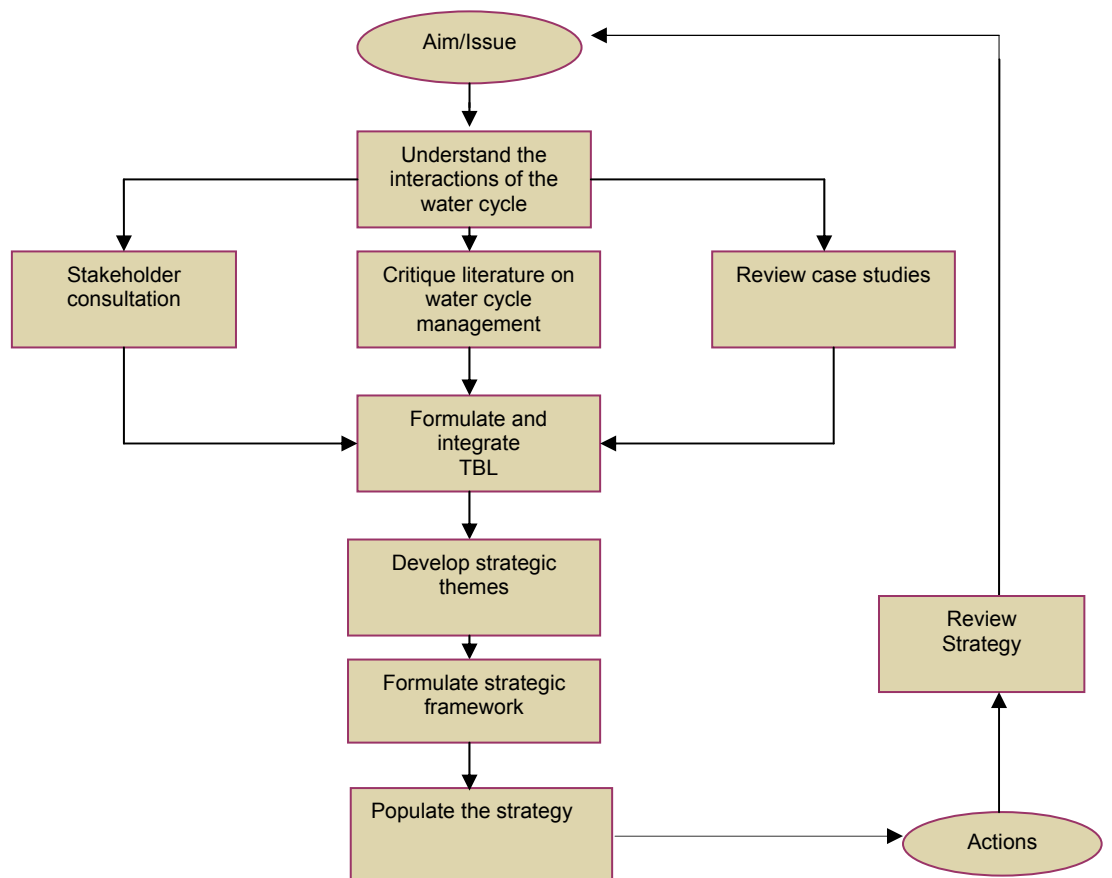 Aim/Issue
Understand the
interactions of the
water cycle
Stakeholder
consultation
Critique literature on
water cycle
management
Review case studies
Formulate and
integrate
TBL
Develop strategic
themes
Review
Strategy
Formulate strategic
framework
Populate the strategy
Actions